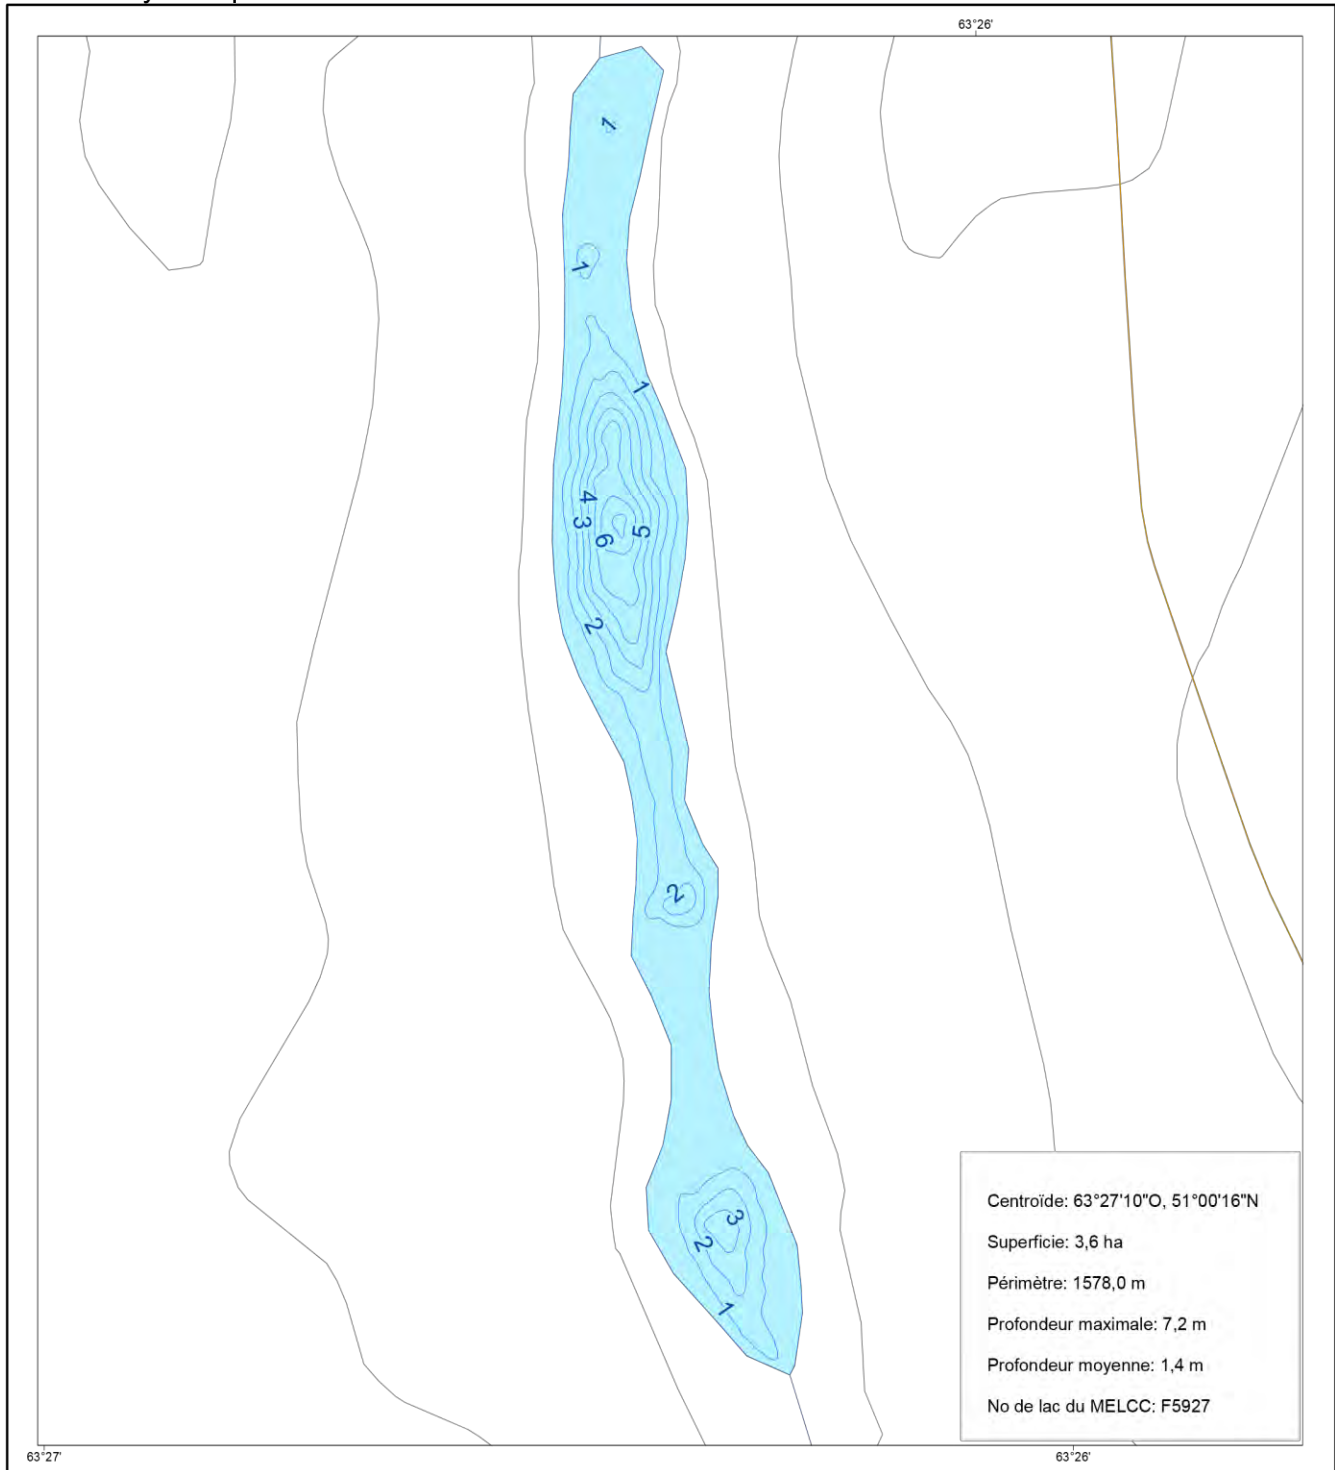 63°26'
1
1
1
4
3
6
5
2
2
3
2
1
Centroïde: 63°27'10"O, 51°00'16"N
Superficie: 3,6 ha
Périmètre: 1578,0 m
Profondeur maximale: 7,2 m
Profondeur moyenne: 1,4 m
No de lac du MELCC: F5927
63°27'
63°26'